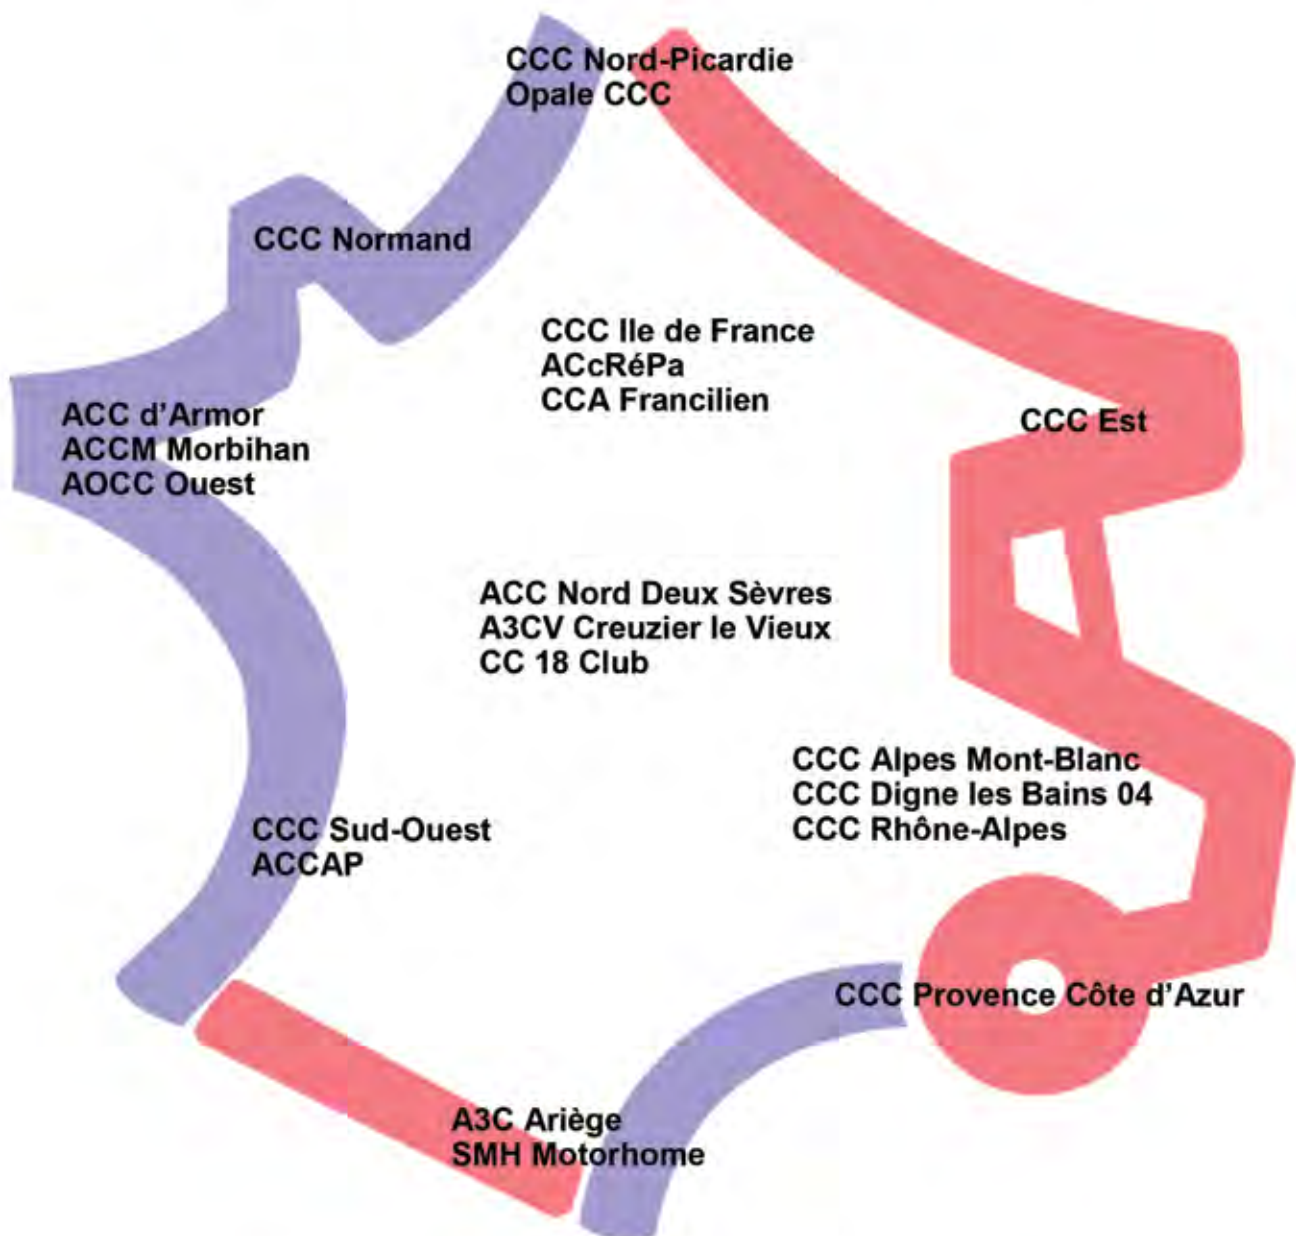 CCC Nord-Picardie
Opale CCC
CCC Normand
CCC Ile de France
ACcRéPa
CCA Francilien
ACC d'Armor
ACCM Morbihan
AOCC Ouest
CCC Est
ACC Nord Deux Sèvres
A3CV Creuzier le Vieux
CC 18 Club
CCC Alpes Mont-Blanc
CCC Digne les Bains 04
CCC Rhône-Alpes
CCC Sud-Ouest
ACCAP
CCC Provence Côte d'Azur
A3C Ariège
SMH Motorhome